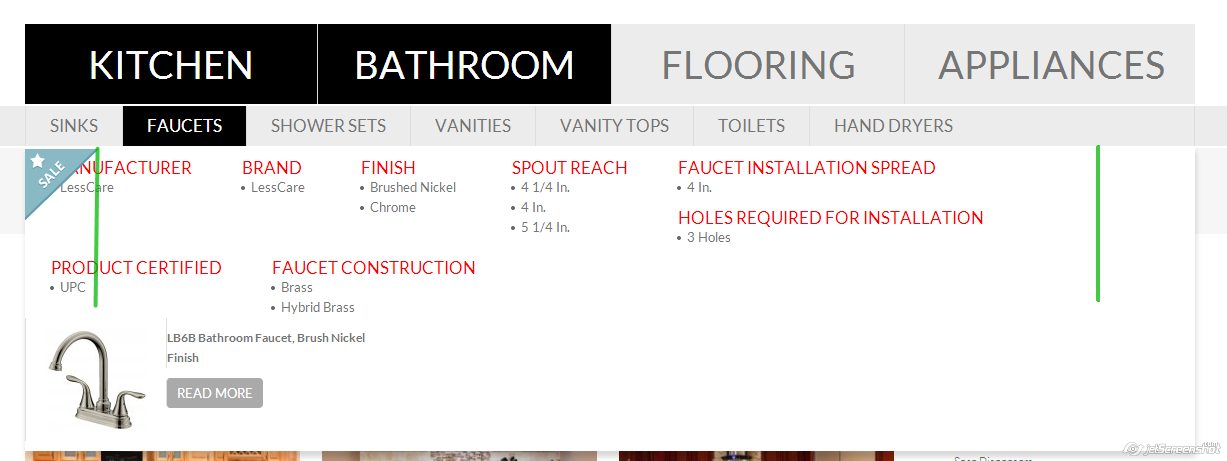 KITCHEN BATHROOM FLOORING APPLIANCES
SINKS FAUCETS SHOWER SETS VANITIES VANITY TOPS TOILETS HAND DRYERS
SALE
MANUFACTURER BRAND FINISH SPOUT REACH FAUCET INSTALLATION SPREAD
• LessCare • LessCare • Brushed Nickel • 4 1/4 In. • 4 In.
• Chrome • 4 In.
HOLES REQUIRED FOR INSTALLATION
• 5 1/4 In. • 3 Holes
PRODUCT CERTIFIED FAUCET CONSTRUCTION
• UPC • Brass
• Hybrid Brass
LB6B Bathroom Faucet, Brush Nickel
Finish
READ MORE
jetScreenshot